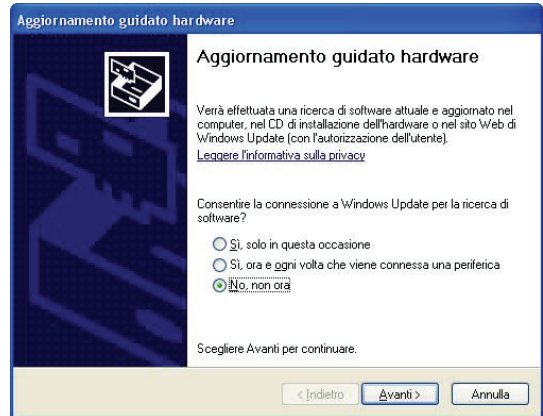 Aggiornamento guidato hardware
Aggiornamento guidato hardware
Verrà effettuata una ricerca di software attuale e aggiornato nel
computer, nel CD di installazione dell'hardware o nel sito Web di
Windows Update (con l'autorizzazione dell'utente).
Leggere l'informativa sulla privacy
Consentire la connessione a Windows Update per la ricerca di
software?
Sì, solo in questa occasione
Sì, ora e ogni volta che viene connessa una periferica
No, non ora
Scegliere Avanti per continuare.
< Indietro Avanti > Annulla